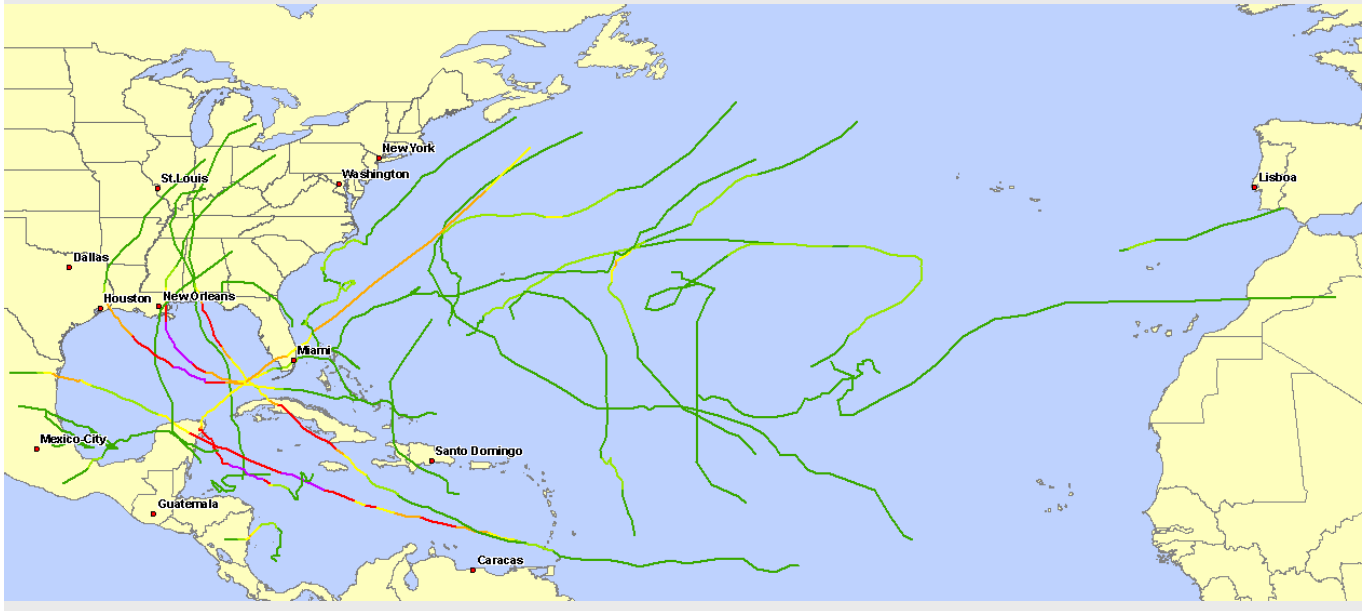 New York
Washington
St.Louis
Lisboa
Dallas
Houston
New Orleans
Miami
Mexico-City
Santo Domingo
Guatemala
Caracas